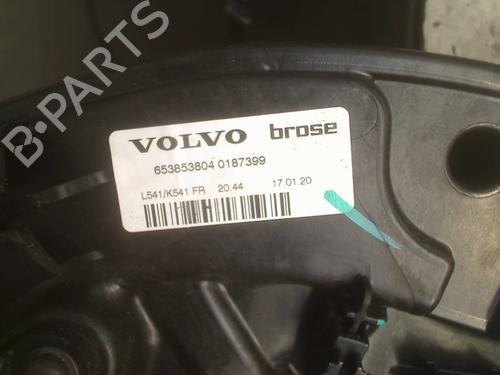 B-PARTS
VOLVO brose
653853804 0187399
L541/K541 FR 20:44 17 01.20